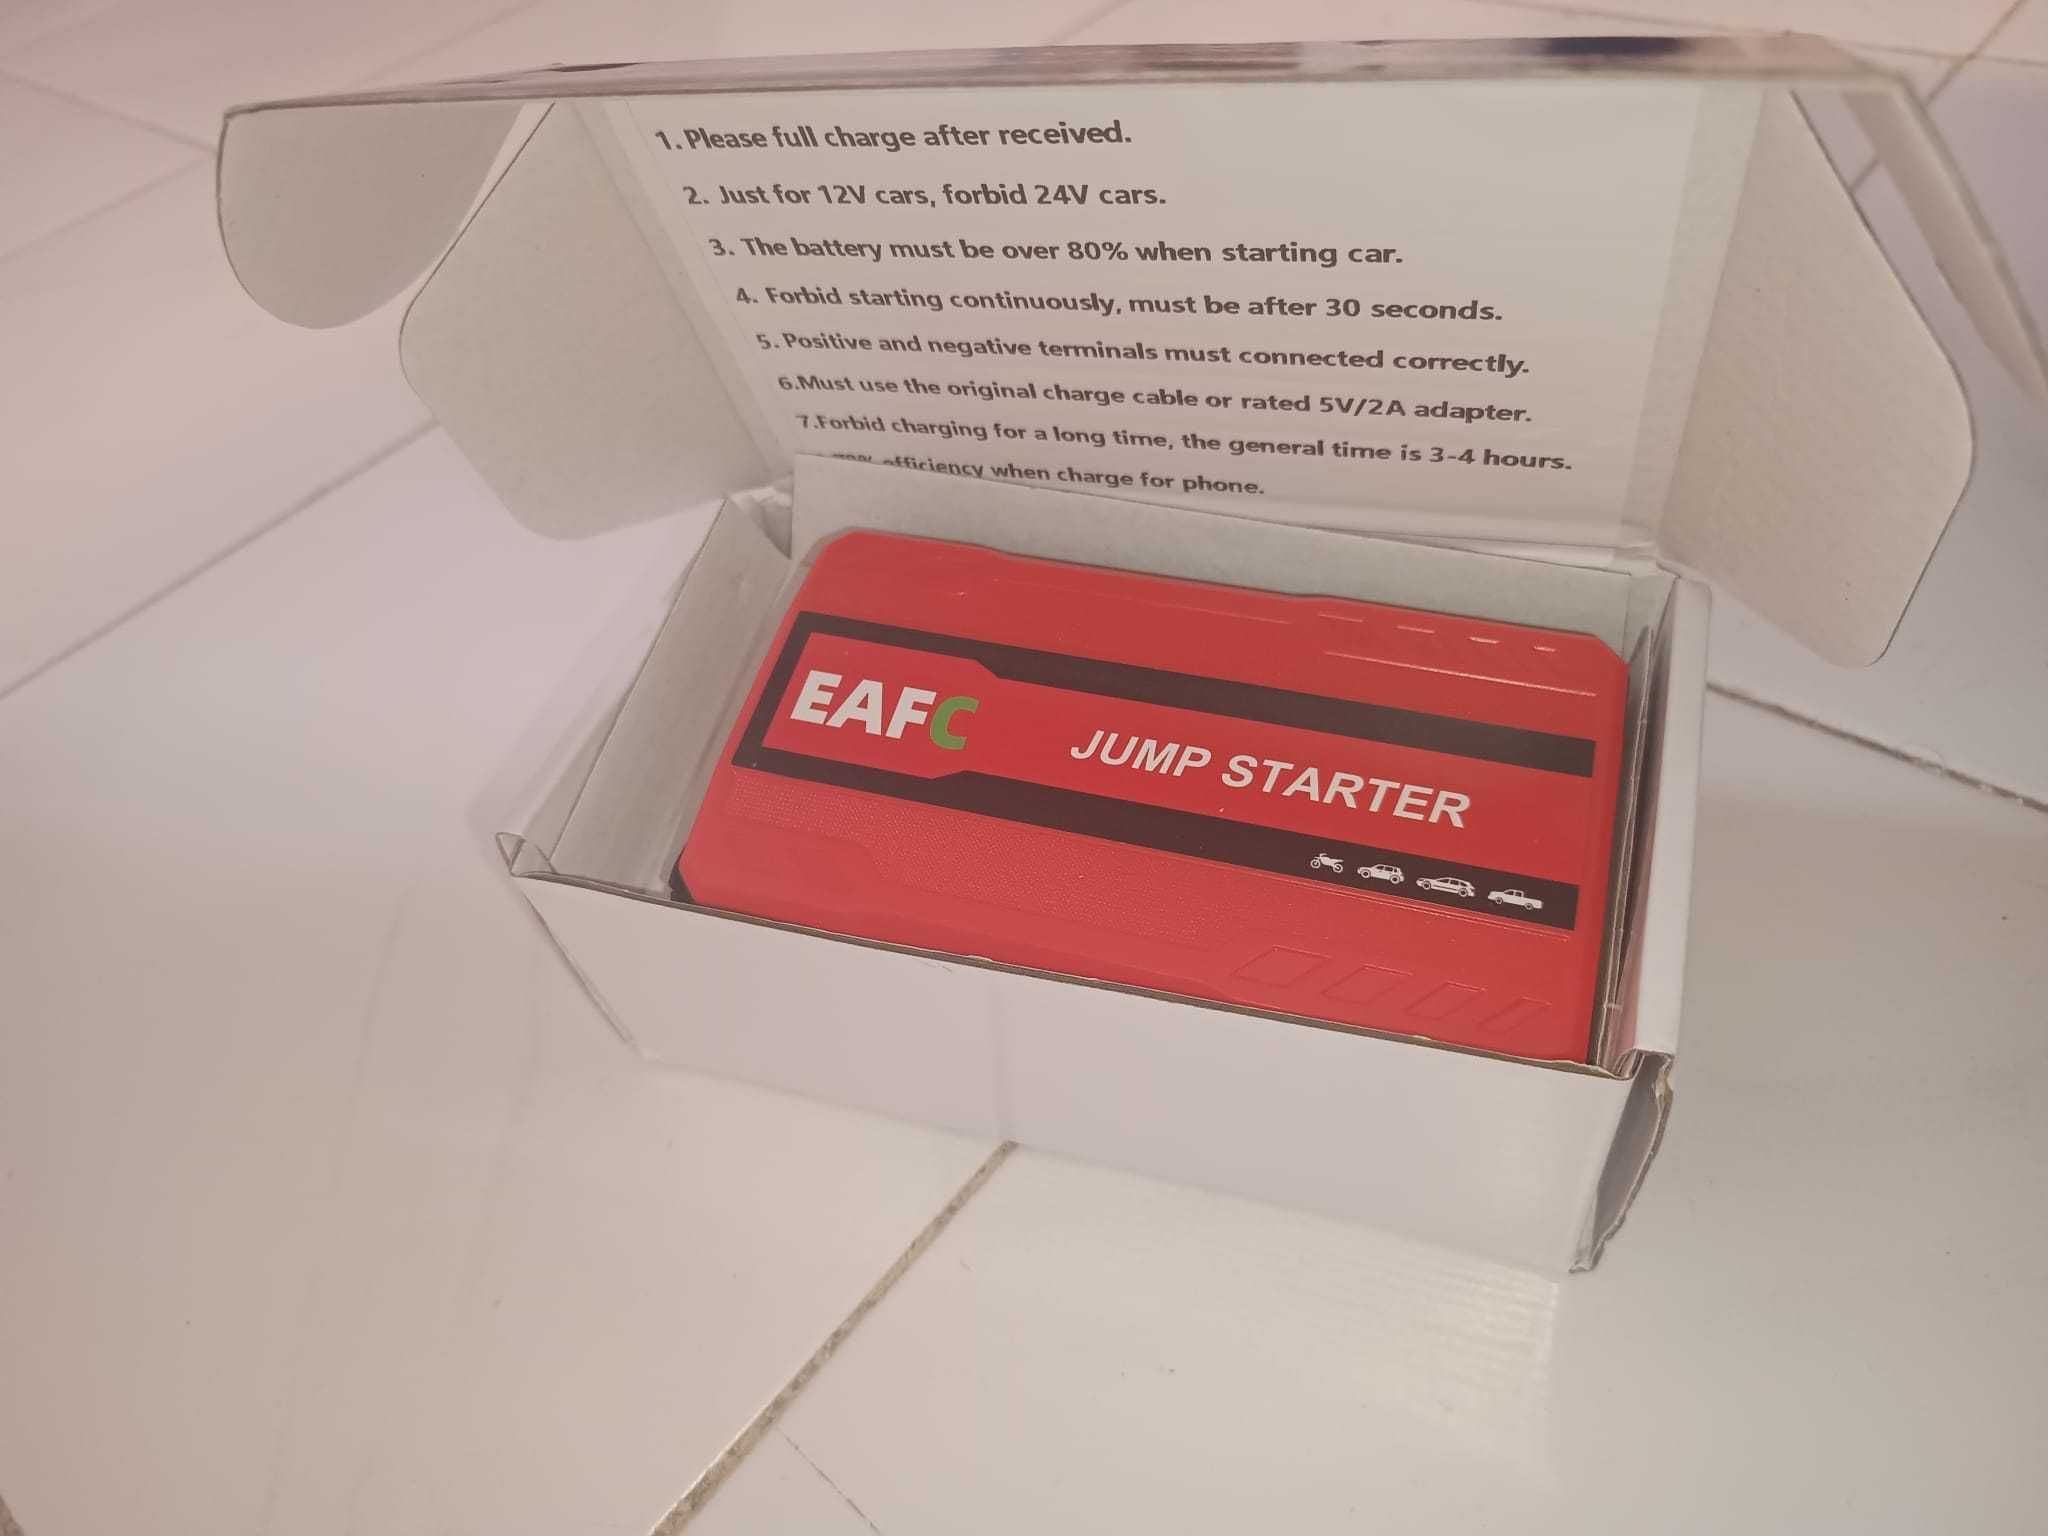 1. Please full charge after received.
2. Just for 12V cars, forbid 24V cars.
3. The battery must be over 80% when starting car.
4. Forbid starting continuously, must be after 30 seconds.
5. Positive and negative terminals must connected correctly.
6.Must use the original charge cable or rated 5V/2A adapter.
7.Forbid charging for a long time, the general time is 3-4 hours.
efficiency when charge for phone.
EAFC
JUMP STARTER